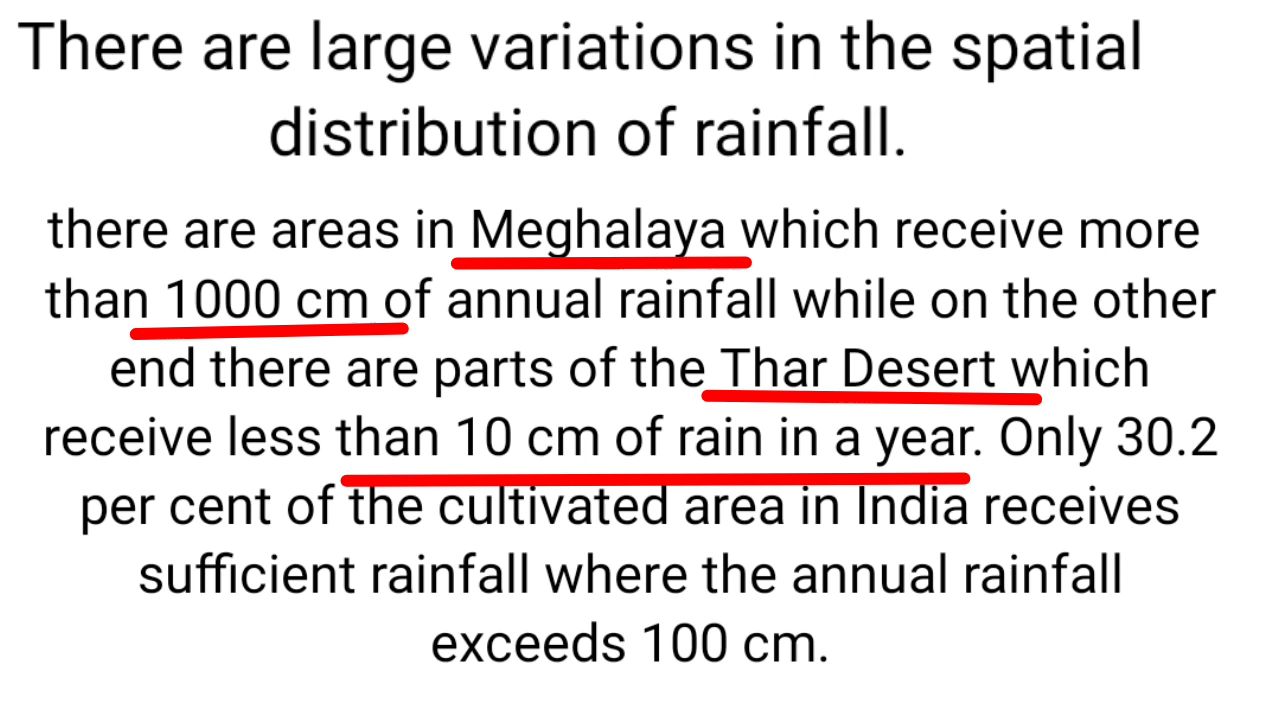 There are large variations in the spatial
distribution of rainfall.
there are areas in Meghalaya which receive more
than 1000 cm of annual rainfall while on the other
end there are parts of the Thar Desert which
receive less than 10 cm of rain in a year. Only 30.2
per cent of the cultivated area in India receives
sufficient rainfall where the annual rainfall
exceeds 100 cm.